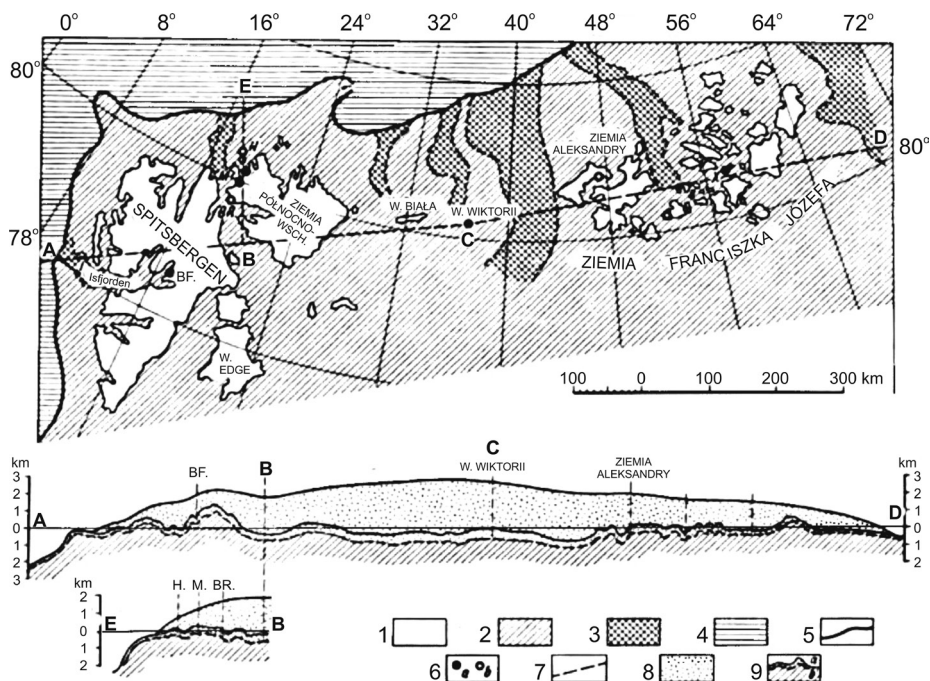 0° 8° 16° 24° 32° 40° 48° 56° 64° 72°
80°
E
D
80°
ZIEMIA
ALEKSANDRY
ZIEMIA
PÓŁNOCNO-
WSCH.
W. BIAŁA
W. WIKTORII
C
SPITSBERGEN
78°
A
B
Isfjorden
BF.
ZIEMIA FRANCISZKA JÓZEFA
W.
EDGE
100 0 100 200 300 km
km
BF.
B
C
W. WIKTORII
ZIEMIA
ALEKSANDRY
km
3
2
1
0
1
2
3
A
D
3
2
1
0
1
2
km
H. M. BR.
2
1
0
1
2
E
B
1 2 3 4 5
6 a b 7 8 9 a b